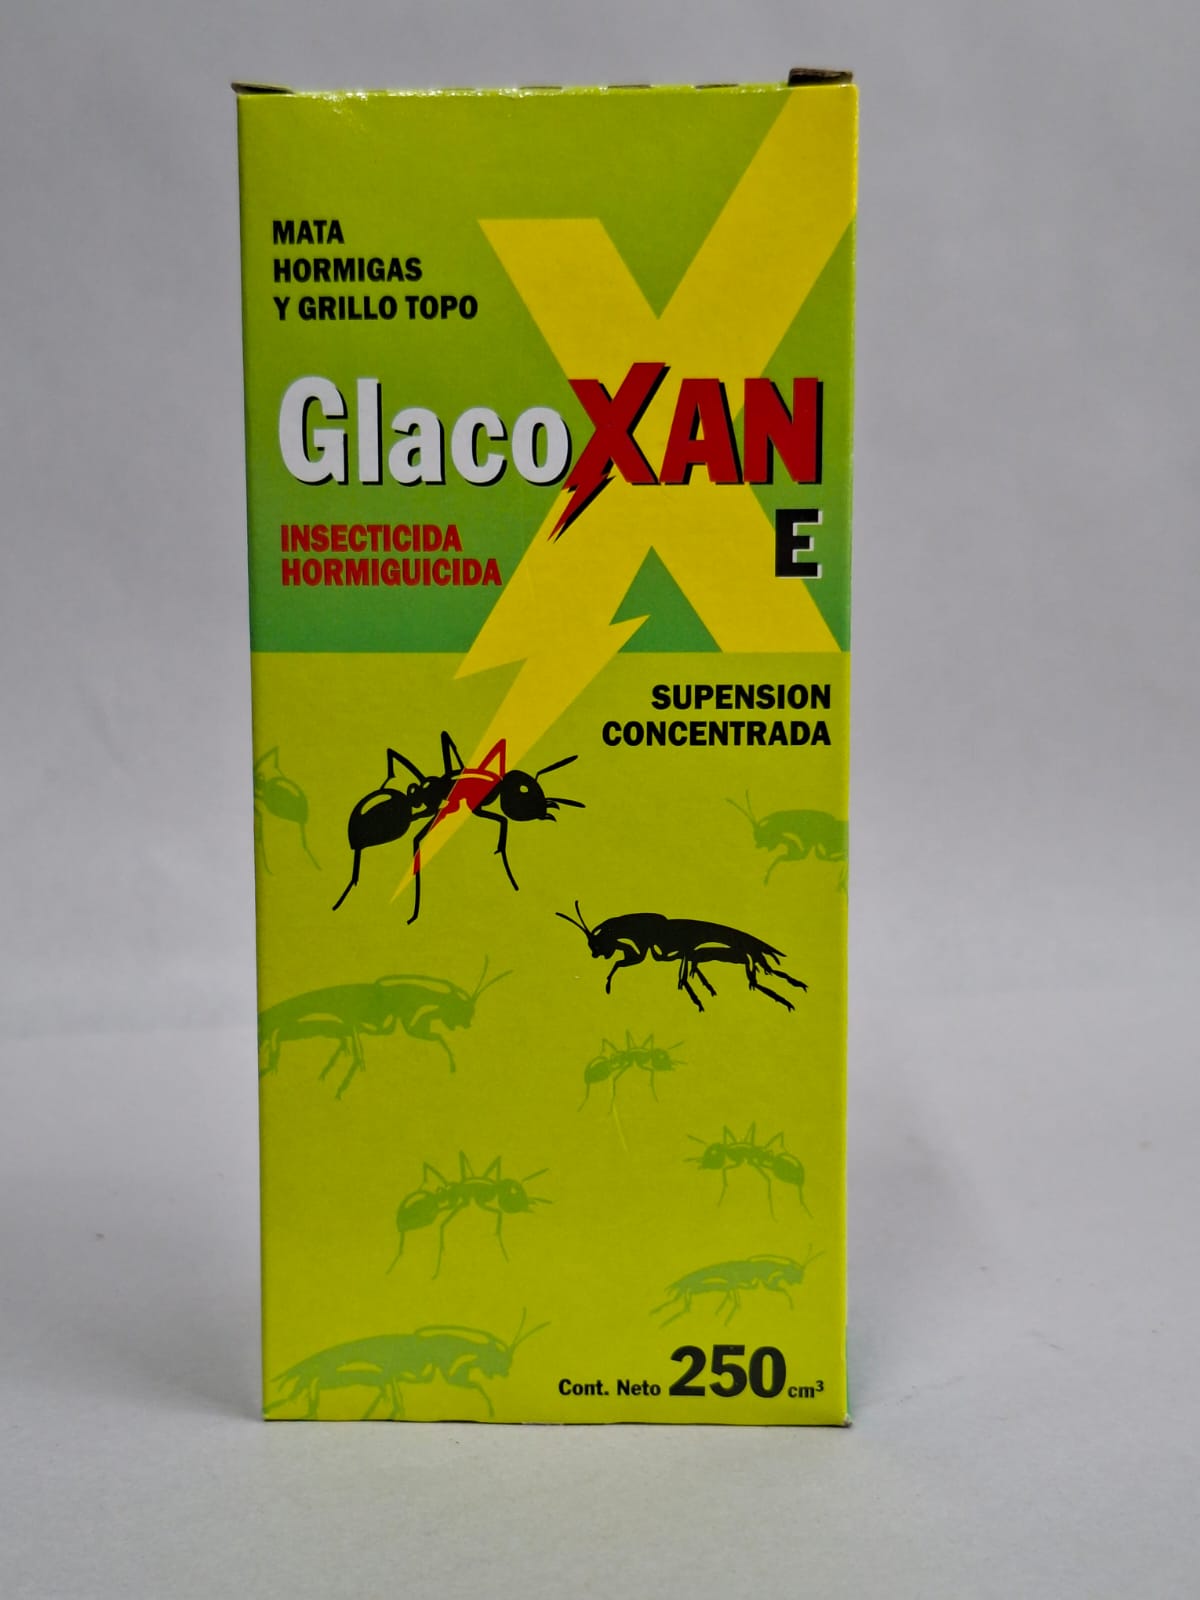 MATA
HORMIGAS
Y GRILLO TOPO
GlacoXAN
E
INSECTICIDA
HORMIGUICIDA
SUPENSION
CONCENTRADA
Cont. Neto 250 cm³